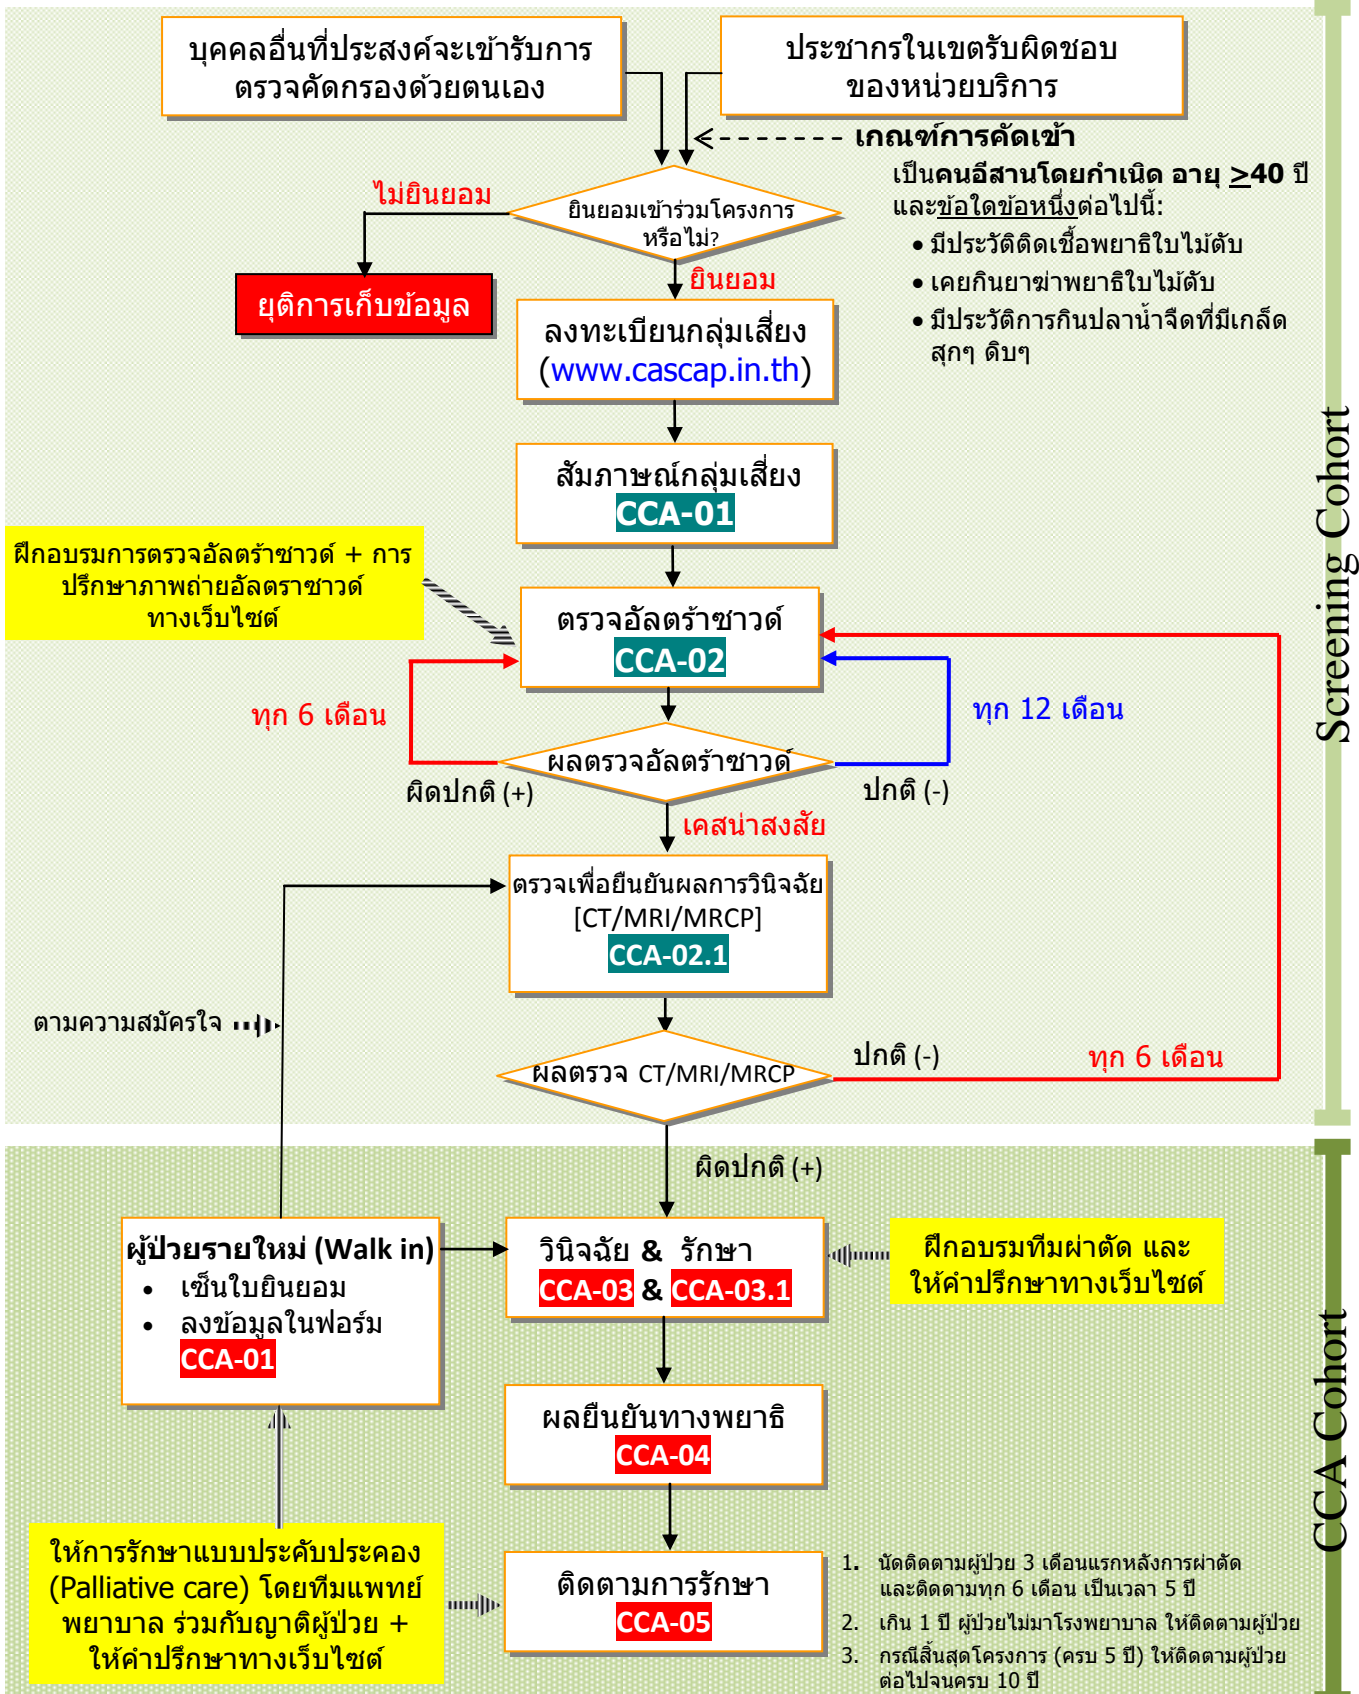 บุคคลอื่นที่ประสงค์จะเข้ารับการ
ตรวจคัดกรองด้วยตนเอง
ประชากรในเขตรับผิดชอบ
ของหน่วยบริการ
เกณฑ์การคัดเข้า
เป็นคนอีสานโดยกำเนิด อายุ ≥40 ปี
และข้อใดข้อหนึ่งต่อไปนี้:
• มีประวัติติดเชื้อพยาธิใบไม้ตับ
• เคยกินยาฆ่าพยาธิใบไม้ตับ
• มีประวัติการกินปลาน้ำจืดที่มีเกล็ด
สุกๆ ดิบๆ
ยินยอมเข้าร่วมโครงการ
หรือไม่?
ไม่ยินยอม
ยุติการเก็บข้อมูล
ยินยอม
ลงทะเบียนกลุ่มเสี่ยง
(www.cascap.in.th)
สัมภาษณ์กลุ่มเสี่ยง
CCA-01
ฝึกอบรมการตรวจอัลตร้าซาวด์ + การ
ปรึกษาภาพถ่ายอัลตราซาวด์
ทางเว็บไซต์
ตรวจอัลตร้าซาวด์
CCA-02
ทุก 6 เดือน
ทุก 12 เดือน
ผลตรวจอัลตร้าซาวด์
ผิดปกติ (+)
ปกติ (-)
เคสน่าสงสัย
ตรวจเพื่อยืนยันผลการวินิจฉัย
[CT/MRI/MRCP]
CCA-02.1
ตามความสมัครใจ
ผลตรวจ CT/MRI/MRCP
ปกติ (-)
ทุก 6 เดือน
Screening Cohort
ผิดปกติ (+)
ผู้ป่วยรายใหม่ (Walk in)
• เซ็นใบยินยอม
• ลงข้อมูลในฟอร์ม
CCA-01
วินิจฉัย & รักษา
CCA-03 & CCA-03.1
ฝึกอบรมทีมผ่าตัด และ
ให้คำปรึกษาทางเว็บไซต์
ผลยืนยันทางพยาธิ
CCA-04
ให้การรักษาแบบประคับประคอง
(Palliative care) โดยทีมแพทย์
พยาบาล ร่วมกับญาติผู้ป่วย +
ให้คำปรึกษาทางเว็บไซต์
ติดตามการรักษา
CCA-05
1. นัดติดตามผู้ป่วย 3 เดือนแรกหลังการผ่าตัด
และติดตามทุก 6 เดือน เป็นเวลา 5 ปี
2. เกิน 1 ปี ผู้ป่วยไม่มาโรงพยาบาล ให้ติดตามผู้ป่วย
3. กรณีสิ้นสุดโครงการ (ครบ 5 ปี) ให้ติดตามผู้ป่วย
ต่อไปจนครบ 10 ปี
CCA Cohort